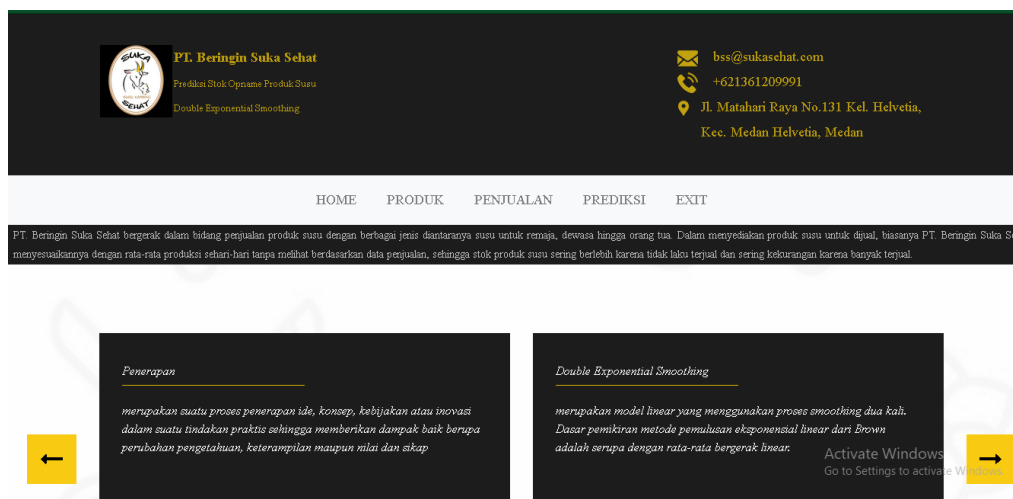 SUKA
SEHAT
PT. Beringin Suka Sehat
Prediksi Stok Opname Produk Susu
Double Exponential Smoothing
bss@sukasehat.com
+621361209991
Jl. Matahari Raya No.131 Kel. Helvetia,
Kec. Medan Helvetia, Medan
HOME PRODUK PENJUALAN PREDIKSI EXIT
PT. Beringin Suka Sehat bergerak dalam bidang penjualan produk susu dengan berbagai jenis diantaranya susu untuk remaja, dewasa hingga orang tua. Dalam menyediakan produk susu untuk dijual, biasanya PT. Beringin Suka
menyesuaikannya dengan rata-rata produksi sehari-hari tanpa melihat berdasarkan data penjualan, sehingga stok produk susu sering berlebih karena tidak laku terjual dan sering kekurangan karena banyak terjual.
Penerapan
merupakan suatu proses penerapan ide, konsep, kebijakan atau inovasi
dalam suatu tindakan praktis sehingga memberikan dampak baik berupa
perubahan pengetahuan, keterampilan maupun nilai dan sikap
Double Exponential Smoothing
merupakan model linear yang menggunakan proses smoothing dua kali.
Dasar pemikiran metode pemulusan eksponensial linear dari Brown
adalah serupa dengan rata-rata bergerak linear.
Activate Windows
Go to Settings to activate Windows.